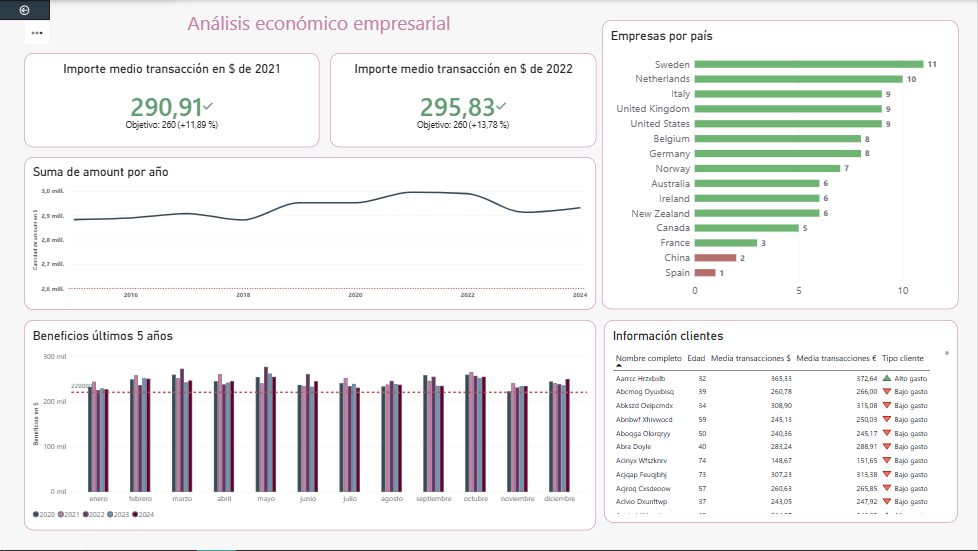 Análisis económico empresarial
Importe medio transacción en $ de 2021
290,91
Objetivo: 260 (+11,89 %)
Importe medio transacción en $ de 2022
295,83
Objetivo: 260 (+13,78 %)
Empresas por país
Sweden 11
Netherlands 10
Italy 9
United Kingdom 9
United States 9
Belgium 8
Germany 8
Norway 7
Australia 6
Ireland 6
New Zealand 6
Canada 5
France 3
China 2
Spain 1
0 5 10
Suma de amount por año
Cantidad de amount en $
3,0 mill.
2,9 mill.
2,8 mill.
2,7 mill.
2,6 mill.
2016 2018 2020 2022 2024
Beneficios últimos 5 años
Beneficios en $
300 mil
200 mil
100 mil
0 mil
enero febrero marzo abril mayo junio julio agosto septiembre octubre noviembre diciembre
2020 2021 2022 2023 2024
Información clientes
Nombre completo Edad Media transacciones $ Media transacciones € Tipo cliente
Aarrcc Hrzxbxlb 32 365,33 372,64 Alto gasto
Abcmog Oyuxbisq 39 260,78 266,00 Bajo gasto
Abkszd Oelpcmdx 34 308,90 315,08 Bajo gasto
Abnbwf Xhivwocd 59 245,13 250,03 Bajo gasto
Aboqga Olorqryy 50 240,36 245,17 Bajo gasto
Abra Doyle 40 283,24 288,91 Bajo gasto
Acinyx Wfszknrv 74 148,67 151,65 Bajo gasto
Acjqap Feuqjbhj 73 307,23 313,38 Bajo gasto
Acjroq Cxsdeoow 57 260,63 265,85 Bajo gasto
Aclvio Dxunftwp 37 243,05 247,92 Bajo gasto